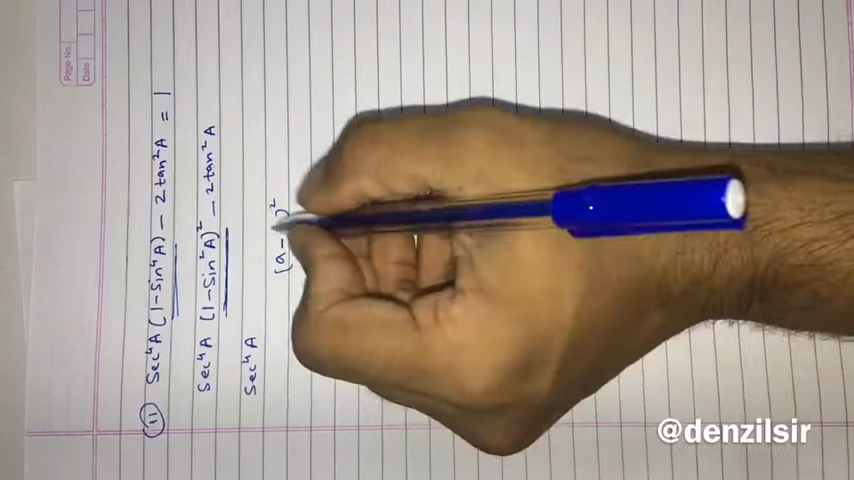 Page No.
Date
(11) Sec⁴A (1-Sin⁴A) - 2tan²A = 1
Sec⁴A (1-Sin²A)² - 2tan²A
Sec⁴A
(a- )²
@denzilsir